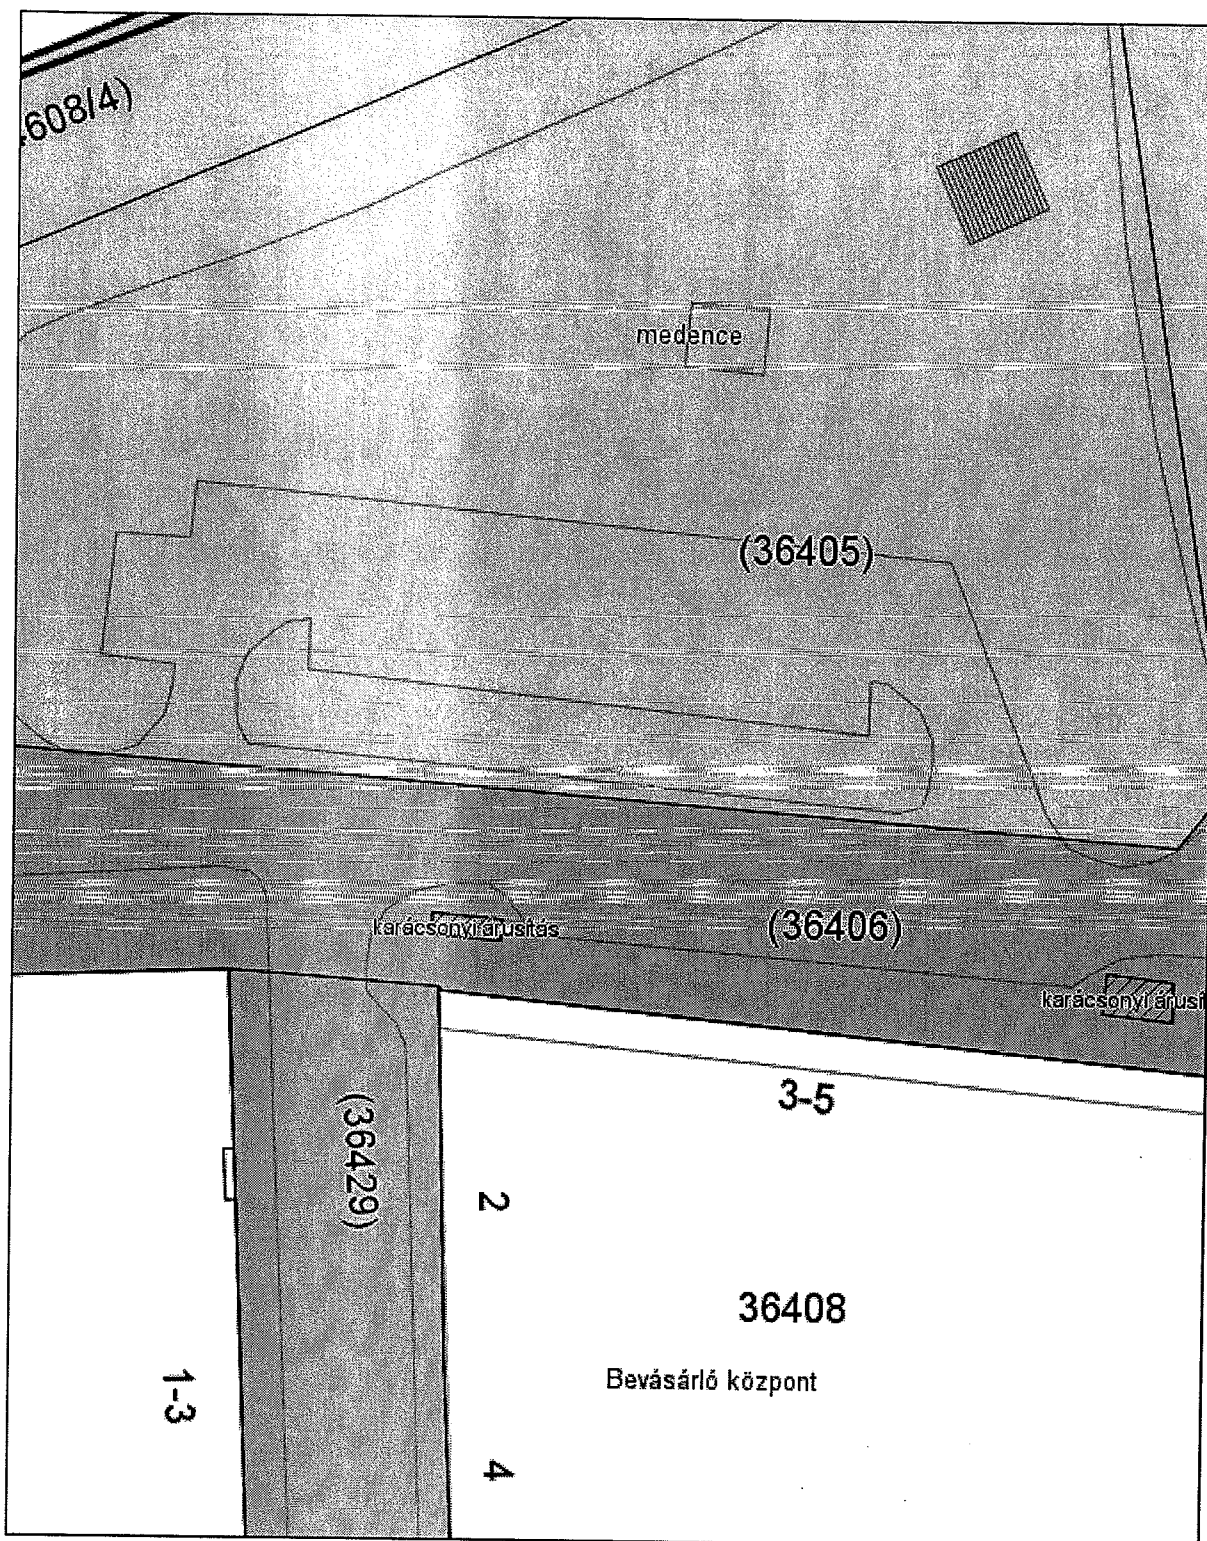 .608/4)
medence
(36405)
karácsonyi árusítás
(36406)
karácsonyi árusí
3-5
(36429)
2
36408
Bevásárló központ
1-3
4